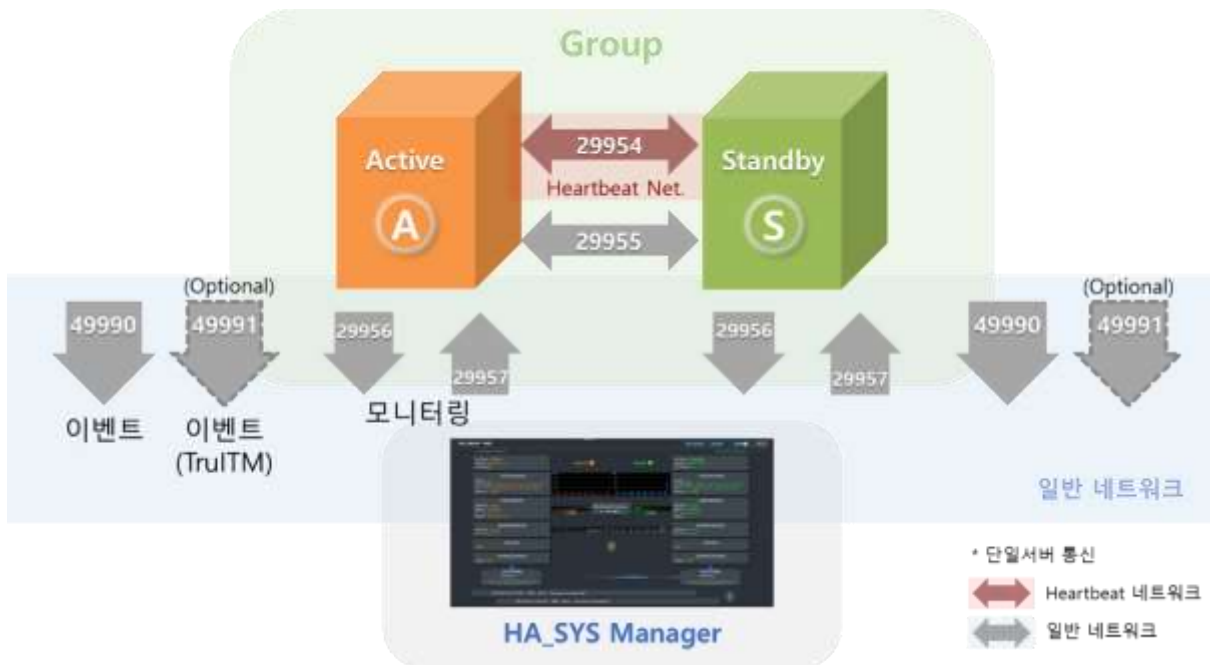 Group
Active
A
29954
Heartbeat Net.
29955
Standby
S
49990
(Optional)
49991
29956
29957
29956
29957
49990
(Optional)
49991
이벤트
이벤트
(TruITM)
모니터링
일반 네트워크
HA_SYS Manager
* 단일서버 통신
Heartbeat 네트워크
일반 네트워크